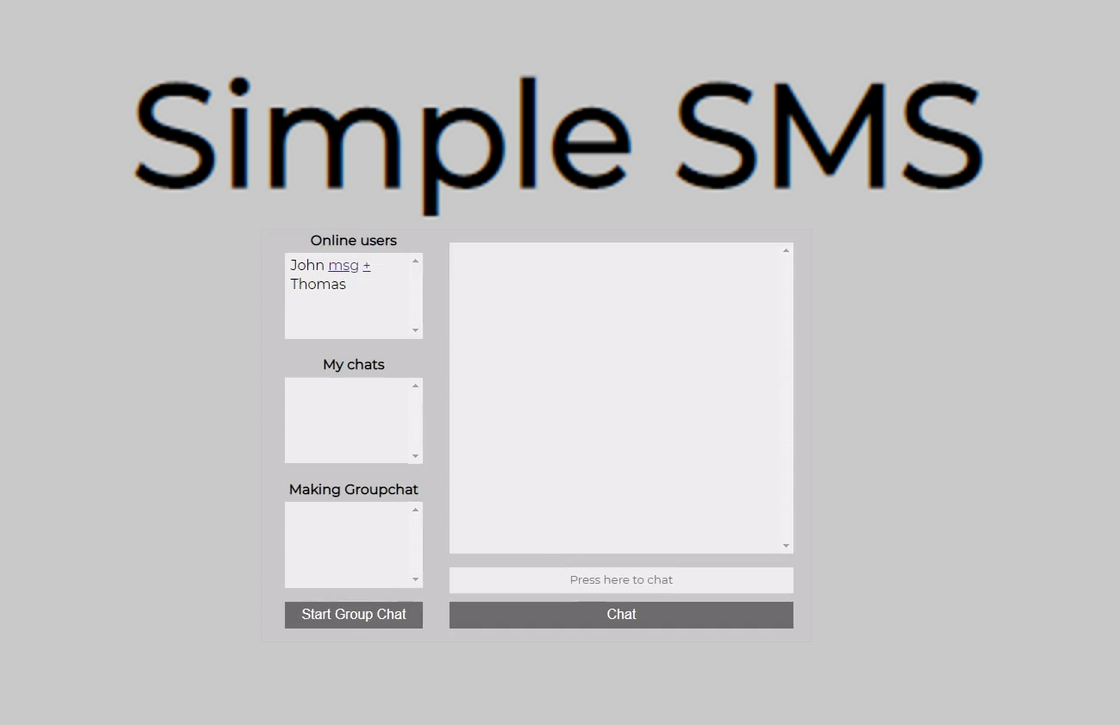 Simple SMS
Online users
John msg +
Thomas
My chats
Making Groupchat
Start Group Chat
Press here to chat
Chat